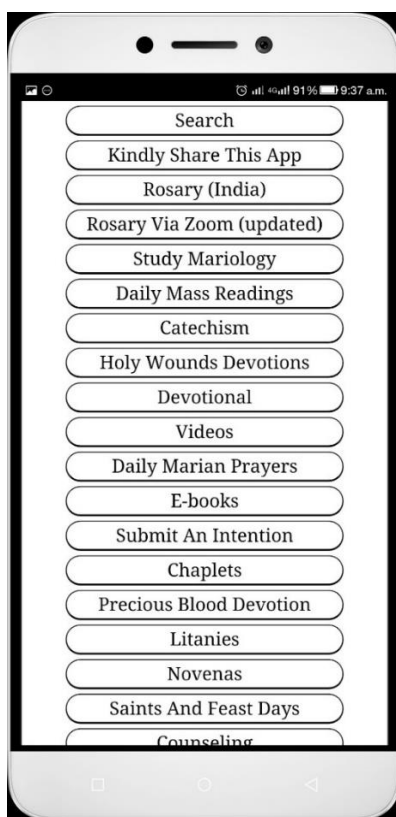 4G 91% 9:37 a.m.
Search
Kindly Share This App
Rosary (India)
Rosary Via Zoom (updated)
Study Mariology
Daily Mass Readings
Catechism
Holy Wounds Devotions
Devotional
Videos
Daily Marian Prayers
E-books
Submit An Intention
Chaplets
Precious Blood Devotion
Litanies
Novenas
Saints And Feast Days
Counseling